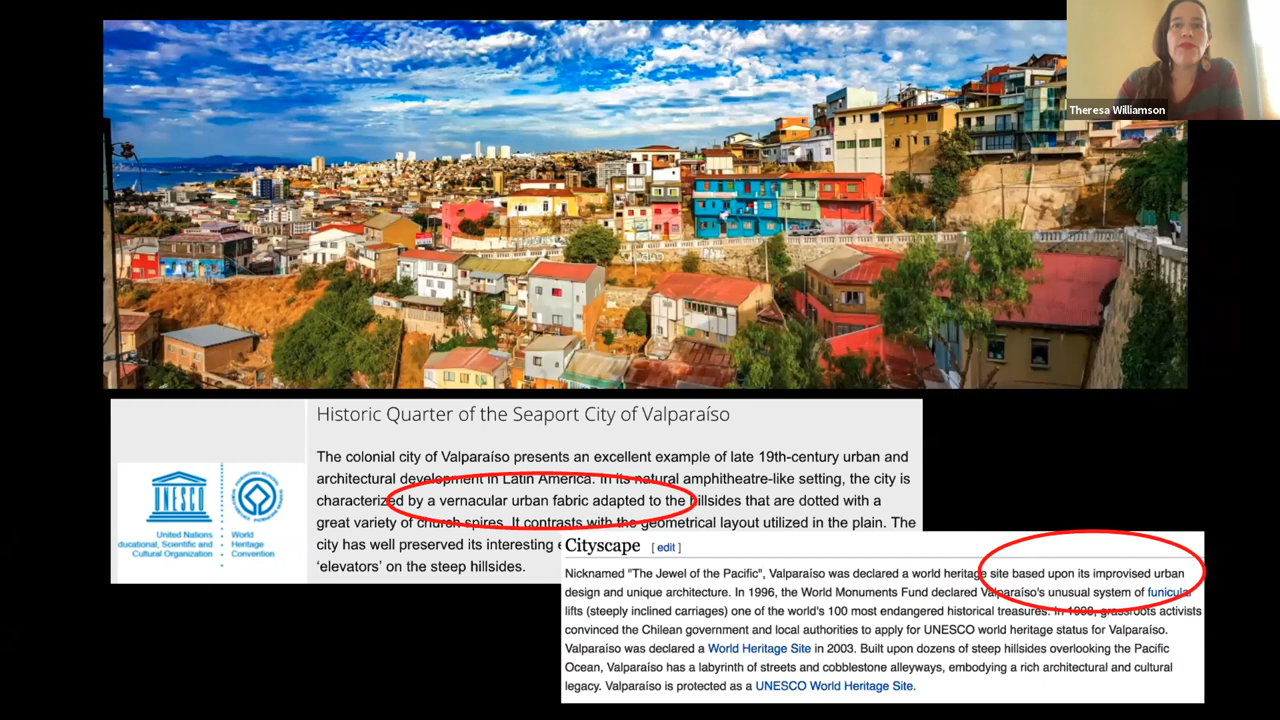 Theresa Williamson
Historic Quarter of the Seaport City of Valparaíso
The colonial city of Valparaíso presents an excellent example of late 19th-century urban and
architectural development in Latin America. In its natural amphitheatre-like setting, the city is
characterized by a vernacular urban fabric adapted to the hillsides that are dotted with a
great variety of church spires. It contrasts with the geometrical layout utilized in the plain. The
city has well preserved its interesting
‘elevators’ on the steep hillsides.
UNESCO
United Nations
ducational, Scientific and
Cultural Organization
World
Heritage
Convention
Cityscape [ edit ]
Nicknamed "The Jewel of the Pacific", Valparaíso was declared a world heritage site based upon its improvised urban
design and unique architecture. In 1996, the World Monuments Fund declared Valparaíso's unusual system of funicular
lifts (steeply inclined carriages) one of the world's 100 most endangered historical treasures. In 1998, grassroots activists
convinced the Chilean government and local authorities to apply for UNESCO world heritage status for Valparaíso.
Valparaíso was declared a World Heritage Site in 2003. Built upon dozens of steep hillsides overlooking the Pacific
Ocean, Valparaíso has a labyrinth of streets and cobblestone alleyways, embodying a rich architectural and cultural
legacy. Valparaíso is protected as a UNESCO World Heritage Site.